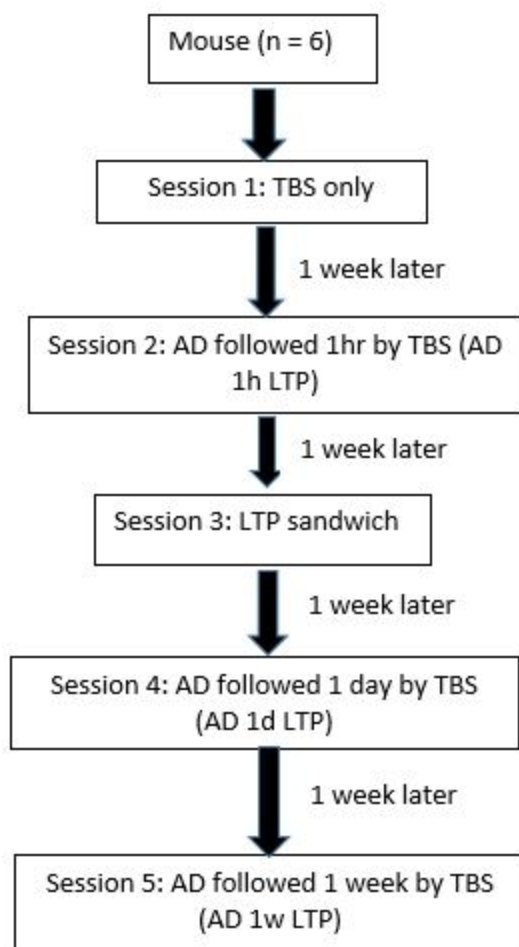 Mouse (n = 6)
Session 1: TBS only
1 week later
Session 2: AD followed 1hr by TBS (AD
1h LTP)
1 week later
Session 3: LTP sandwich
1 week later
Session 4: AD followed 1 day by TBS
(AD 1d LTP)
1 week later
Session 5: AD followed 1 week by TBS
(AD 1w LTP)